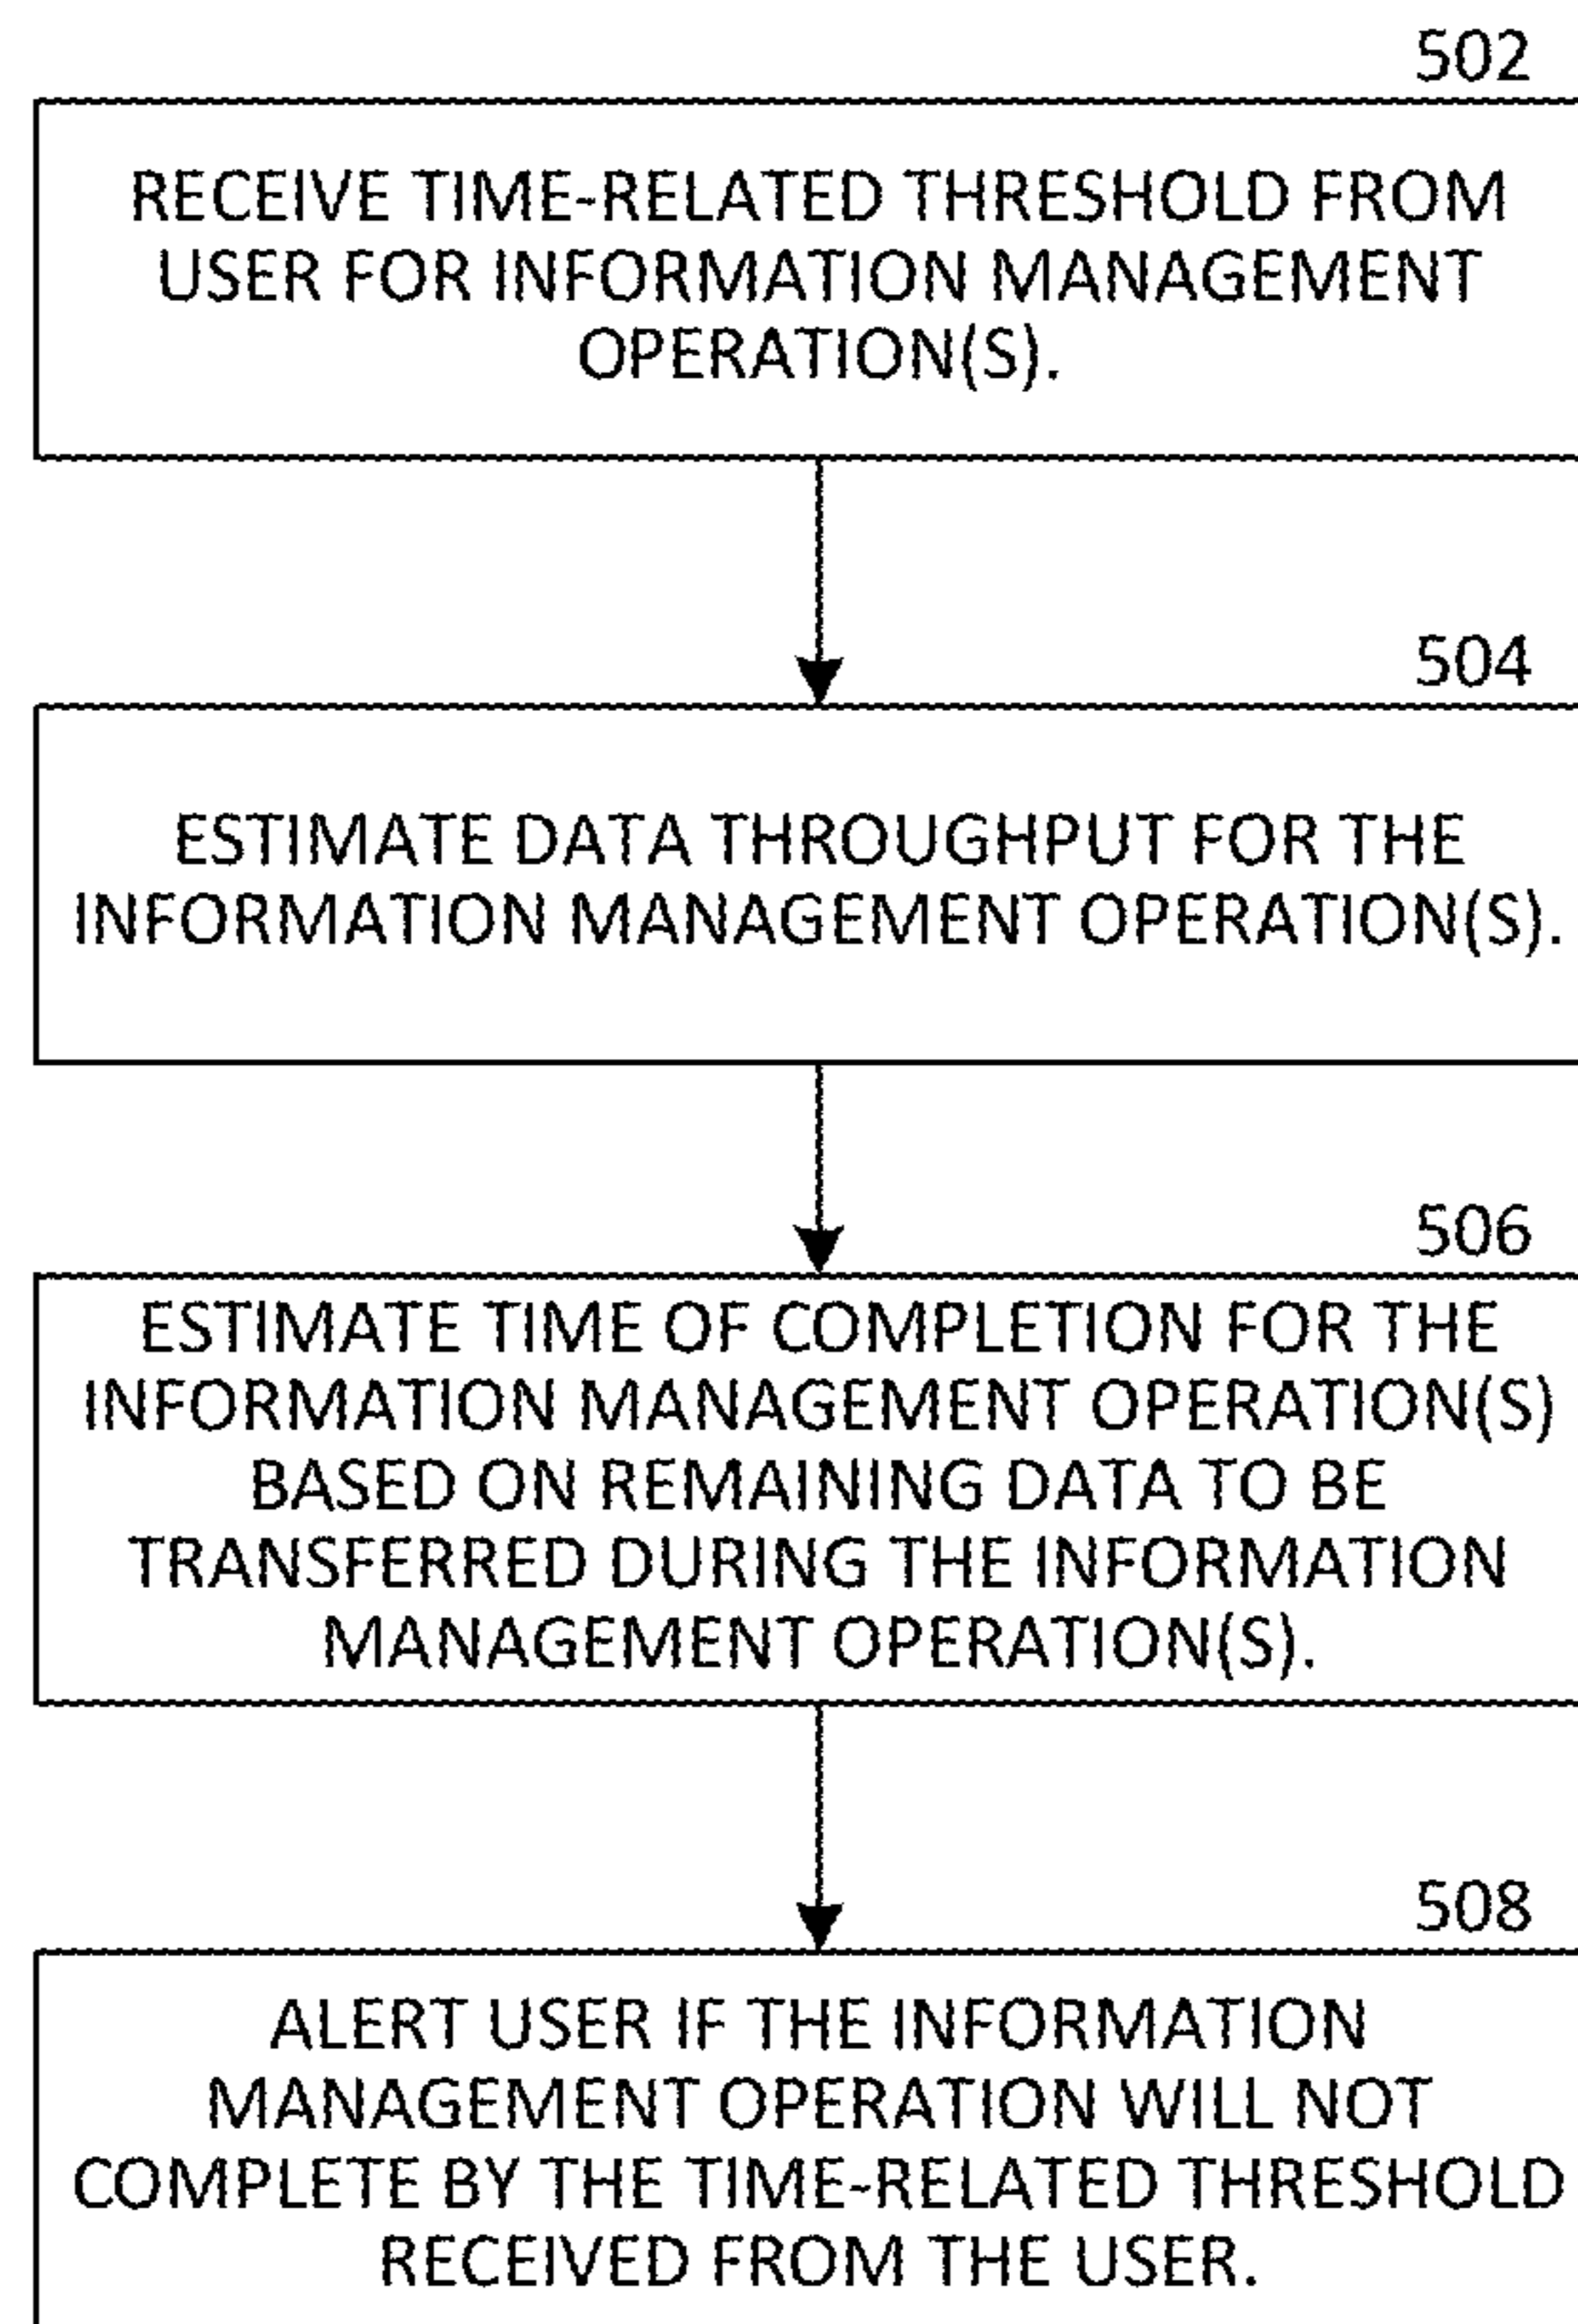 502
RECEIVE TIME-RELATED THRESHOLD FROM
USER FOR INFORMATION MANAGEMENT
OPERATION(S).
504
ESTIMATE DATA THROUGHPUT FOR THE
INFORMATION MANAGEMENT OPERATION(S).
506
ESTIMATE TIME OF COMPLETION FOR THE
INFORMATION MANAGEMENT OPERATION(S)
BASED ON REMAINING DATA TO BE
TRANSFERRED DURING THE INFORMATION
MANAGEMENT OPERATION(S).
508
ALERT USER IF THE INFORMATION
MANAGEMENT OPERATION WILL NOT
COMPLETE BY THE TIME-RELATED THRESHOLD
RECEIVED FROM THE USER.